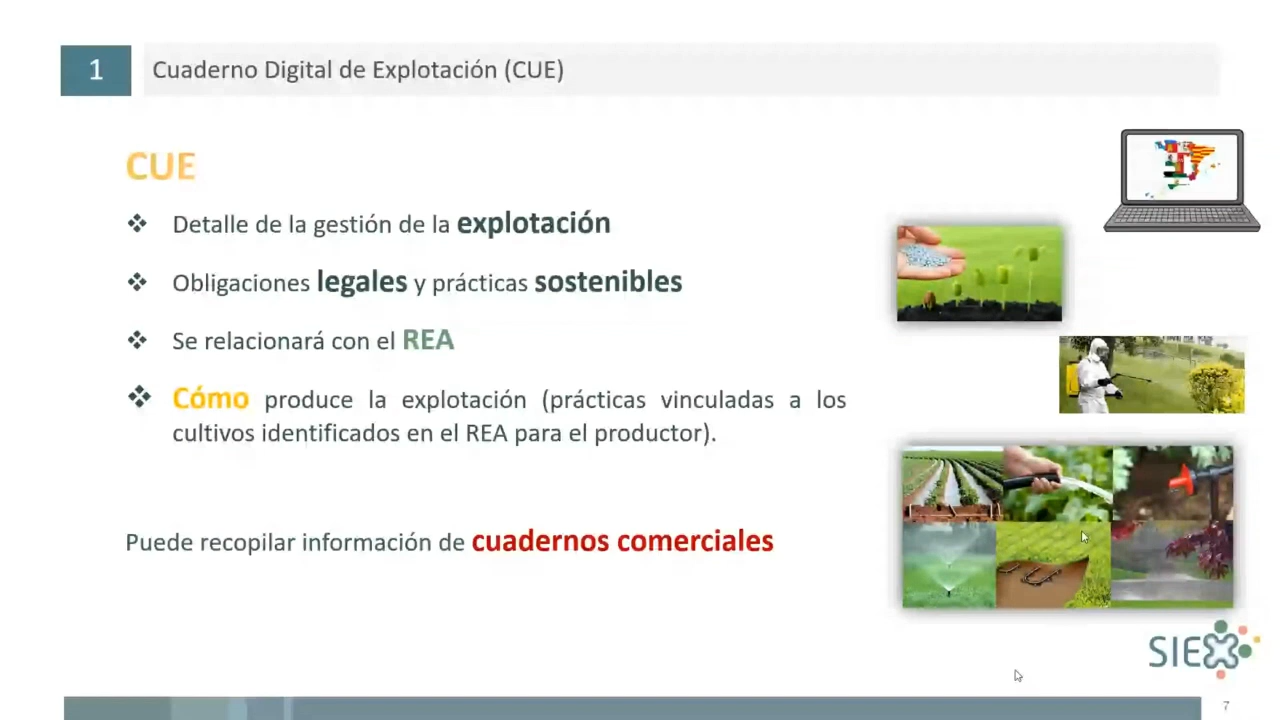 1
Cuaderno Digital de Explotación (CUE)
CUE
❖ Detalle de la gestión de la explotación
❖ Obligaciones legales y prácticas sostenibles
❖ Se relacionará con el REA
❖ Cómo produce la explotación (prácticas vinculadas a los
cultivos identificados en el REA para el productor).
Puede recopilar información de cuadernos comerciales
SIEX
7